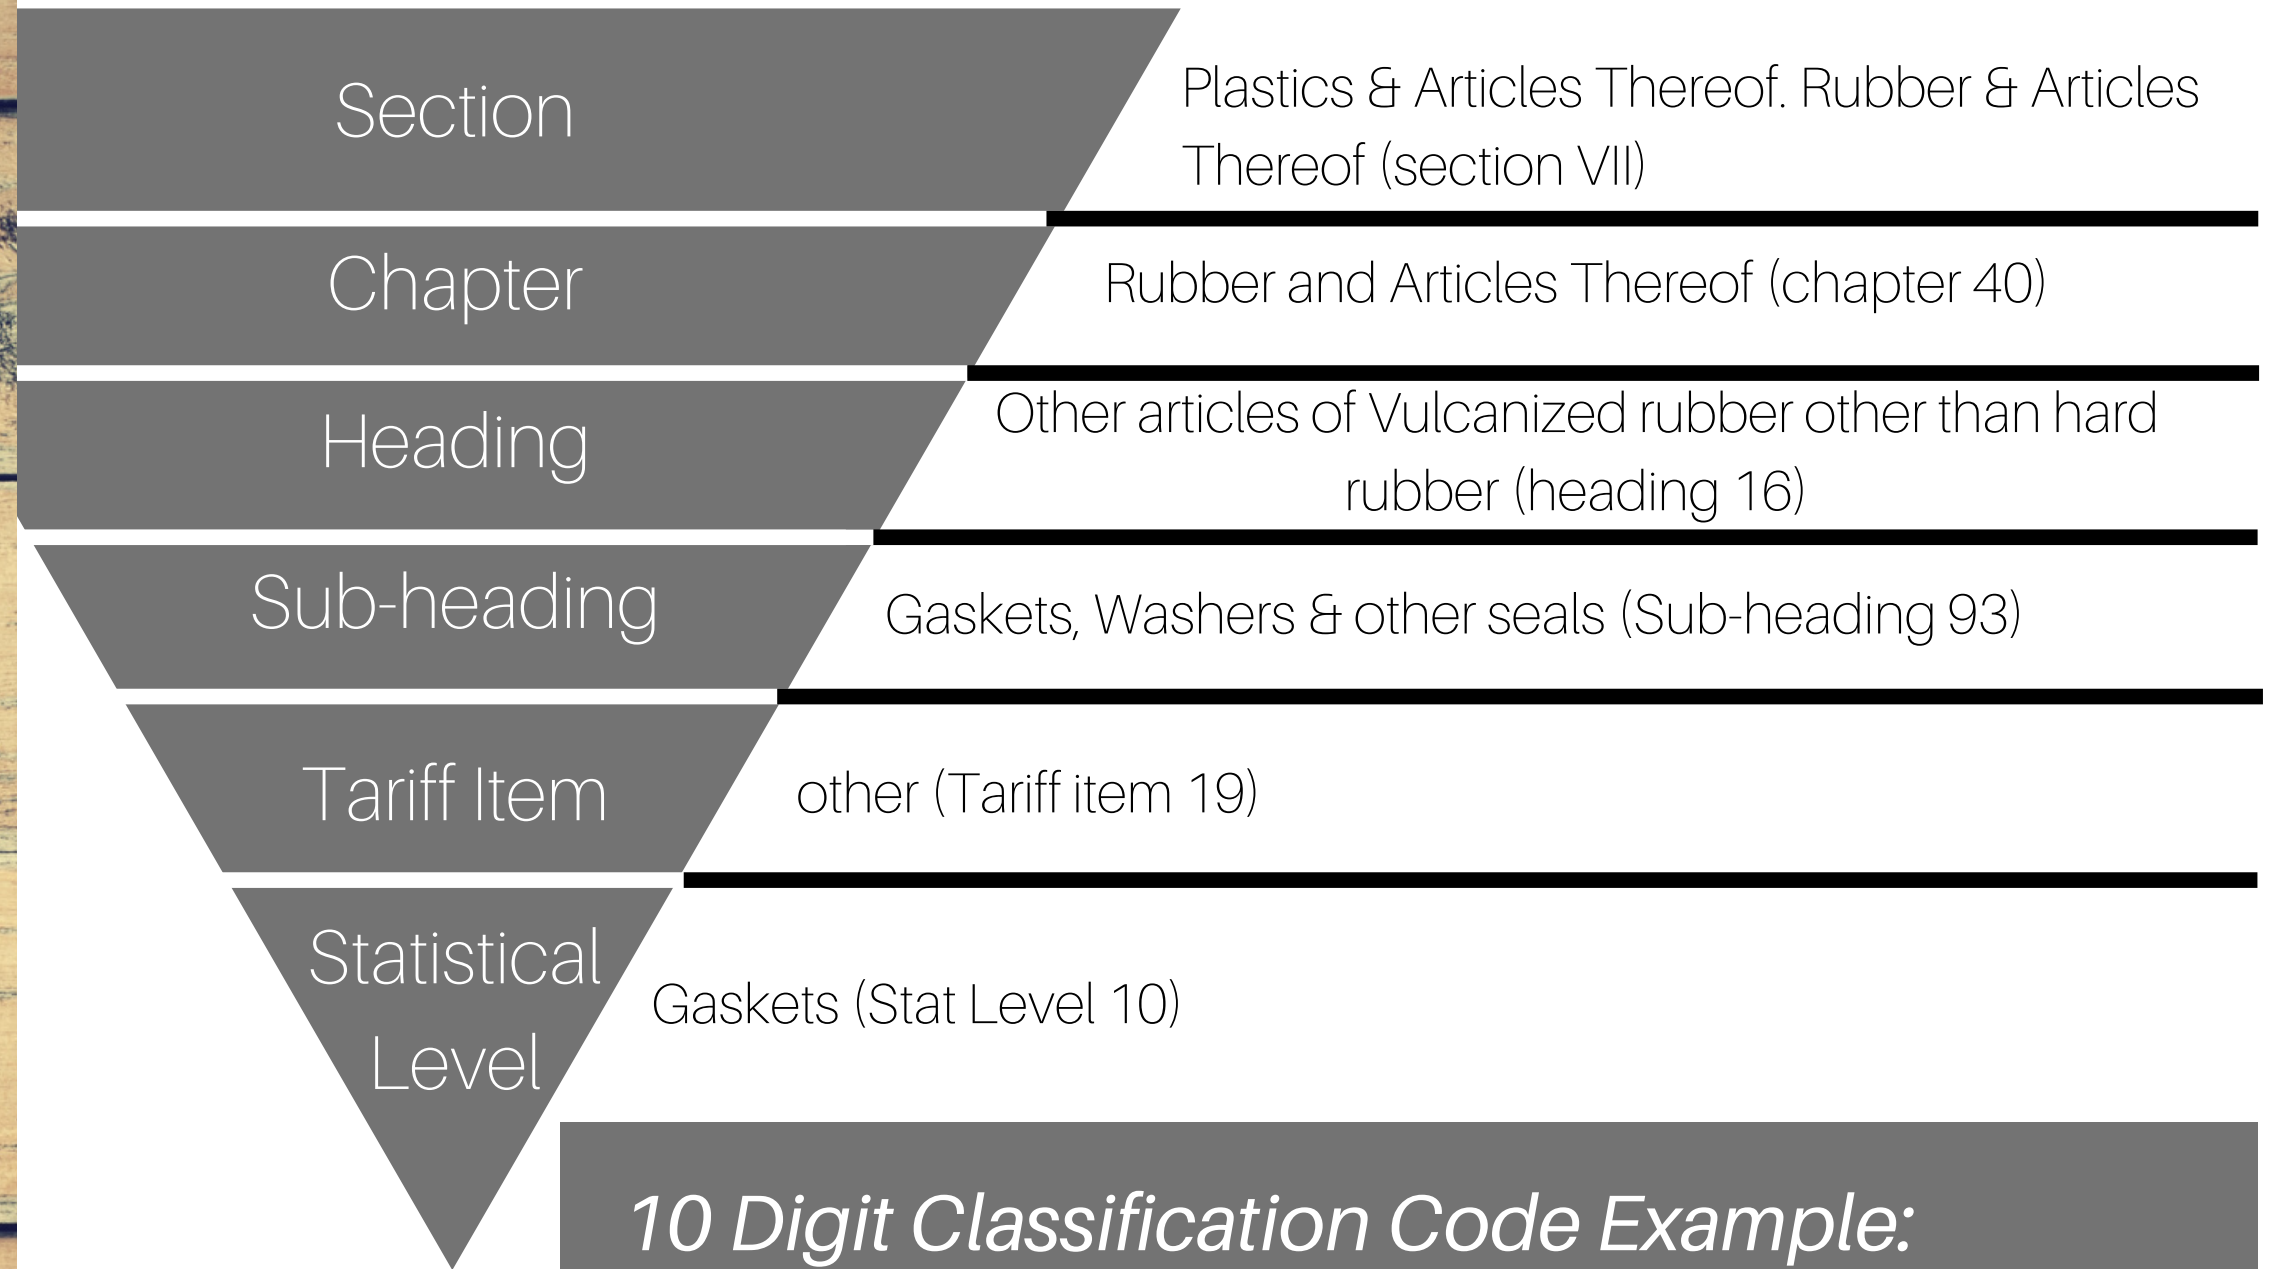 Section
Plastics & Articles Thereof. Rubber & Articles
Thereof (section VII)
Chapter
Rubber and Articles Thereof (chapter 40)
Heading
Other articles of Vulcanized rubber other than hard
rubber (heading 16)
Sub-heading
Gaskets, Washers & other seals (Sub-heading 93)
Tariff Item
other (Tariff item 19)
Statistical
Level
Gaskets (Stat Level 10)
10 Digit Classification Code Example: